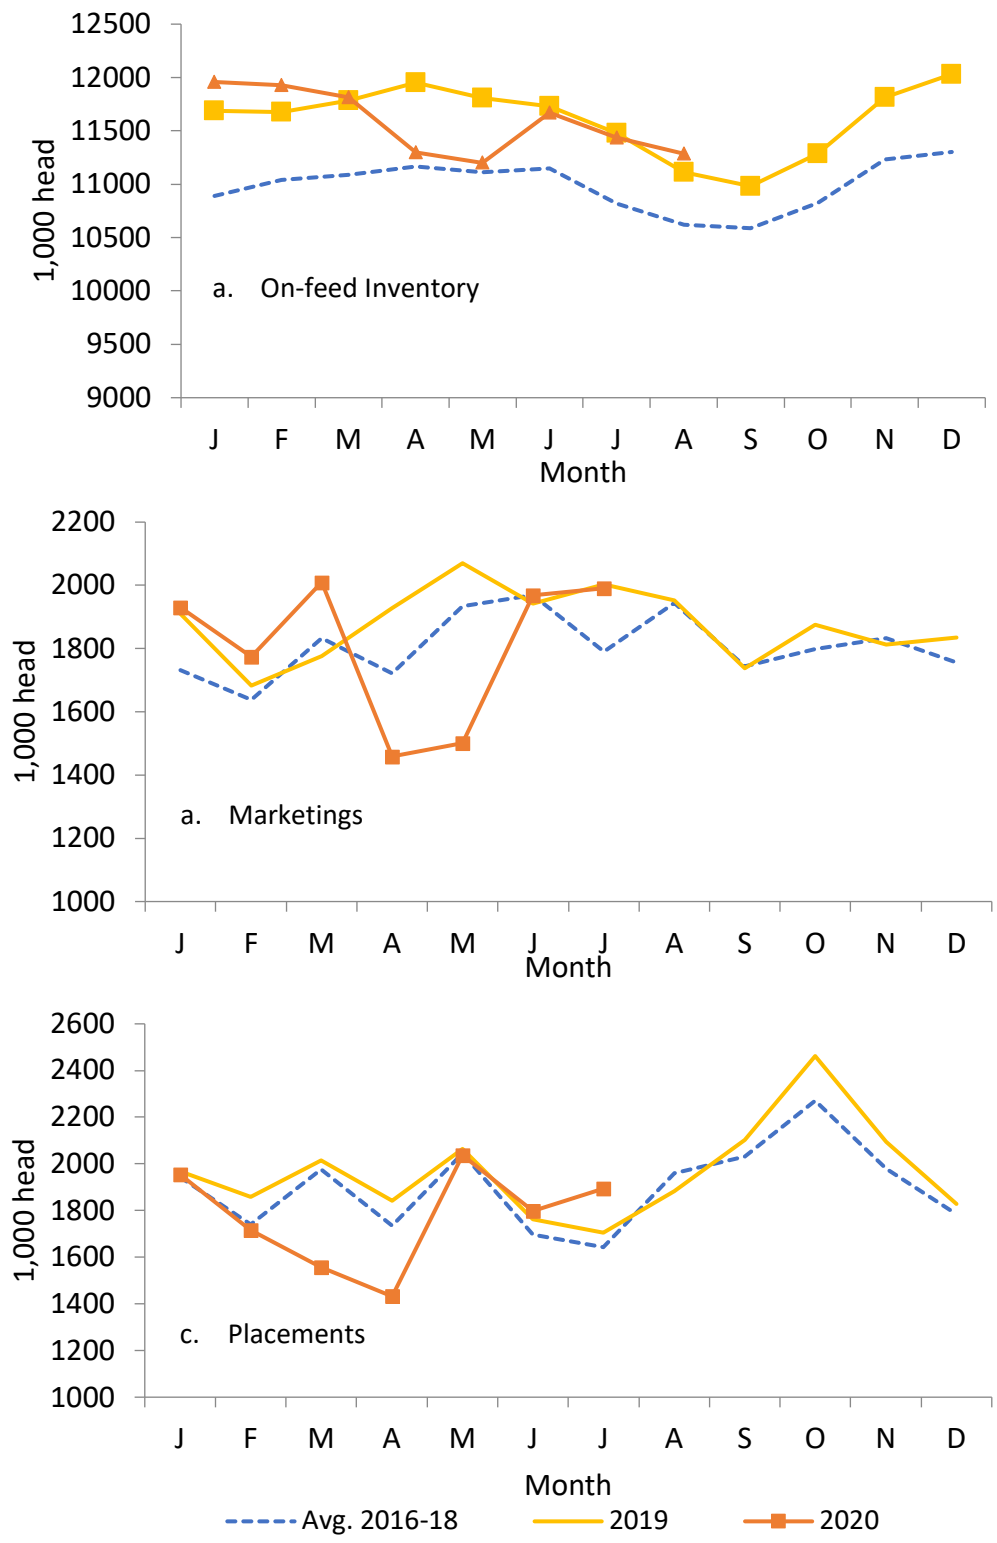 12500
12000
11500
11000
10500
10000
9500
9000
1,000 head
a. On-feed Inventory
J F M A M J J A S O N D
Month
2200
2000
1800
1600
1400
1200
1000
1,000 head
a. Marketings
J F M A M J J A S O N D
Month
2600
2400
2200
2000
1800
1600
1400
1200
1000
1,000 head
c. Placements
J F M A M J J A S O N D
Month
Avg. 2016-18 2019 2020